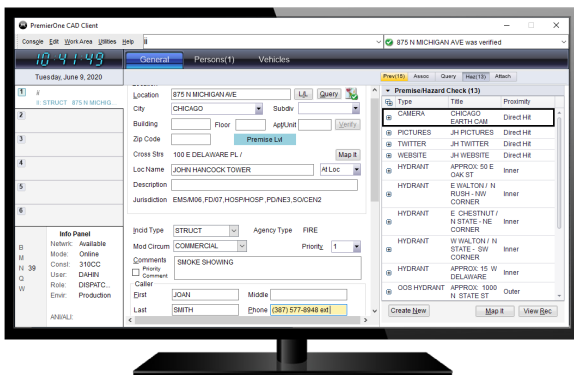 PremierOne CAD Client
Console Edit WorkArea Utilities Help
875 N MICHIGAN AVE was verified
10:41:49
General Persons(1) Vehicles
Tuesday, June 9, 2020
Prev(15) Assoc Query Haz(13) Attach
1
II: STRUCT 875 N MICHIG...
2
3
4
5
6
Info Panel
Netwrk: Available
Mode: Online
Consl: 310CC
User: DAHIN
Role: DISPATC...
Envir: Production
ANI/ALI:
B
M
N 39
Q
W
Location
Location 875 N MICHIGAN AVE L/L Query
City CHICAGO Subdiv
Building Floor Apt/Unit Verify
Zip Code Premise Lvl
Cross Strs 100 E DELAWARE PL / Map It
Loc Name JOHN HANCOCK TOWER At Loc
Description
Jurisdiction EMS/M06 ,FD/07,HOSP/HOSP ,PD/NE3,SO/CEN2
Incid Type STRUCT Agency Type FIRE
Mod Circum COMMERCIAL Priority 1
Comments SMOKE SHOWING
Priority
Comment
Caller
First JOAN Middle
Last SMITH Phone (387) 577-8948 ext
Premise/Hazard Check (13)
Type Title Proximity
CAMERA CHICAGO EARTH CAM Direct Hit
PICTURES JH PICTURES Direct Hit
TWITTER JH TWITTER Direct Hit
WEBSITE JH WEBSITE Direct Hit
HYDRANT APPROX: 50 E DELAWARE Inner
HYDRANT E WALTON / N RUSH - NW CORNER Inner
HYDRANT E CHESTNUT / N STATE - NE CORNER Inner
HYDRANT W WALTON / N STATE - SW CORNER Inner
HYDRANT APPROX: 15 W DELAWARE Inner
OOS HYDRANT APPROX: 1000 N STATE ST Outer
Create New Map It View Rec